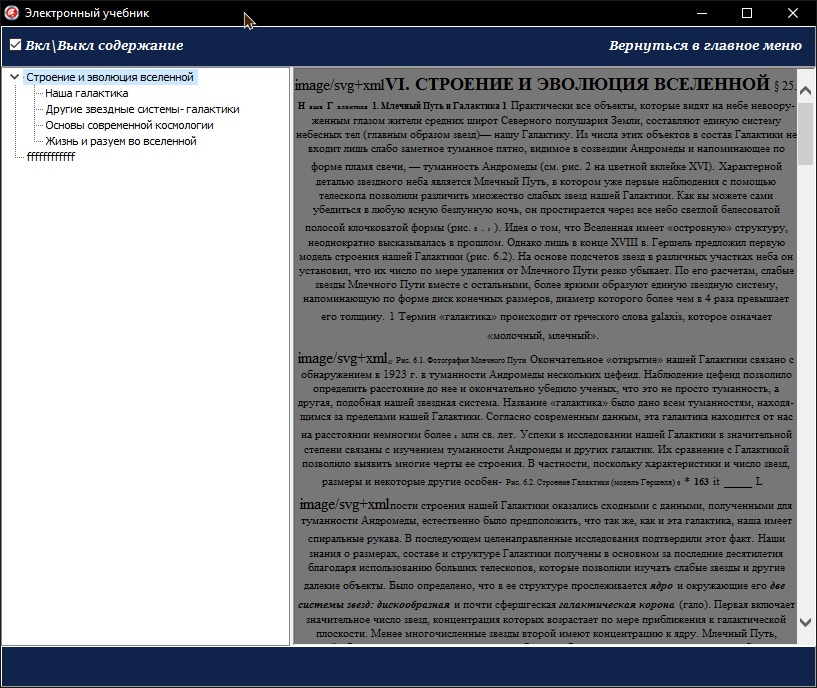 Электронный учебник
Вкл\Выкл содержание
Вернуться в главное меню
Строение и эволюция вселенной
Наша галактика
Другие звездные системы- галактики
Основы современной космологии
Жизнь и разуем во вселенной
ffffffffffff
image/svg+xmlVI. СТРОЕНИЕ И ЭВОЛЮЦИЯ ВСЕЛЕННОЙ § 25.
Н аша Г алактика 1. Млечный Путь и Галактика 1 Практически все объекты, которые видят на небе невоору-
женным глазом жители средних широт Северного полушария Земли, составляют единую систему
небесных тел (главным образом звезд)— нашу Галактику. Из числа этих объектов в состав Галактики не
входит лишь слабо заметное туманное пятно, видимое в созвездии Андромеды и напоминающее по
форме пламя свечи, — туманность Андромеды (см. рис. 2 на цветной вклейке XVI). Характерной
деталью звездного неба является Млечный Путь, в котором уже первые наблюдения с помощью
телескопа позволили различить множество слабых звезд нашей Галактики. Как вы можете сами
убедиться в любую ясную безлунную ночь, он простирается через все небо светлой белесоватой
полосой клочковатой формы (рис. 6 . 1 ). Идея о том, что Вселенная имеет «островную» структуру,
неоднократно высказывалась в прошлом. Однако лишь в конце XVIII в. Гершель предложил первую
модель строения нашей Галактики (рис. 6.2). На основе подсчетов звезд в различных участках неба он
установил, что их число по мере удаления от Млечного Пути резко убывает. По его расчетам, слабые
звезды Млечного Пути вместе с остальными, более яркими образуют единую звездную систему,
напоминающую по форме диск конечных размеров, диаметр которого более чем в 4 раза превышает
его толщину. 1 Термин «галактика» происходит от греческого слова galaxis, которое означает
«молочный, млечный».
image/svg+xml Рис. 6.1. Фотография Млечного Пути Окончательное «открытие» нашей Галактики связано с
обнаружением в 1923 г. в туманности Андромеды нескольких цефеид. Наблюдение цефеид позволило
определить расстояние до нее и окончательно убедило ученых, что это не просто туманность, а
другая, подобная нашей звездная система. Название «галактика» было дано всем туманностям, находя-
щимся за пределами нашей Галактики. Согласно современным данным, эта галактика находится от нас
на расстоянии немногим более 2 млн св. лет. Успехи в исследовании нашей Галактики в значительной
степени связаны с изучением туманности Андромеды и других галактик. Их сравнение с Галактикой
позволило выявить многие черты ее строения. В частности, поскольку характеристики и число звезд,
размеры и некоторые другие особен- Рис. 6.2. Строение Галактики (модель Гершеля) 6 * 163 it _____ L
image/svg+xmlпости строения нашей Галактики оказались сходными с данными, полученными для
туманности Андромеды, естественно было предположить, что так же, как и эта галактика, наша имеет
спиральные рукава. В последующем целенаправленные исследования подтвердили этот факт. Наши
знания о размерах, составе и структуре Галактики получены в основном за последние десятилетия
благодаря использованию больших телескопов, которые позволили изучать слабые звезды и другие
далекие объекты. Было определено, что в ее структуре прослеживается ядро и окружающие его две
системы звезд: дискообразная и почти сфершгеская галактическая корона (гало). Первая включает
значительное число звезд, концентрация которых возрастает по мере приближения к галактической
плоскости. Менее многочисленные звезды второй имеют концентрацию к ядру. Млечный Путь,